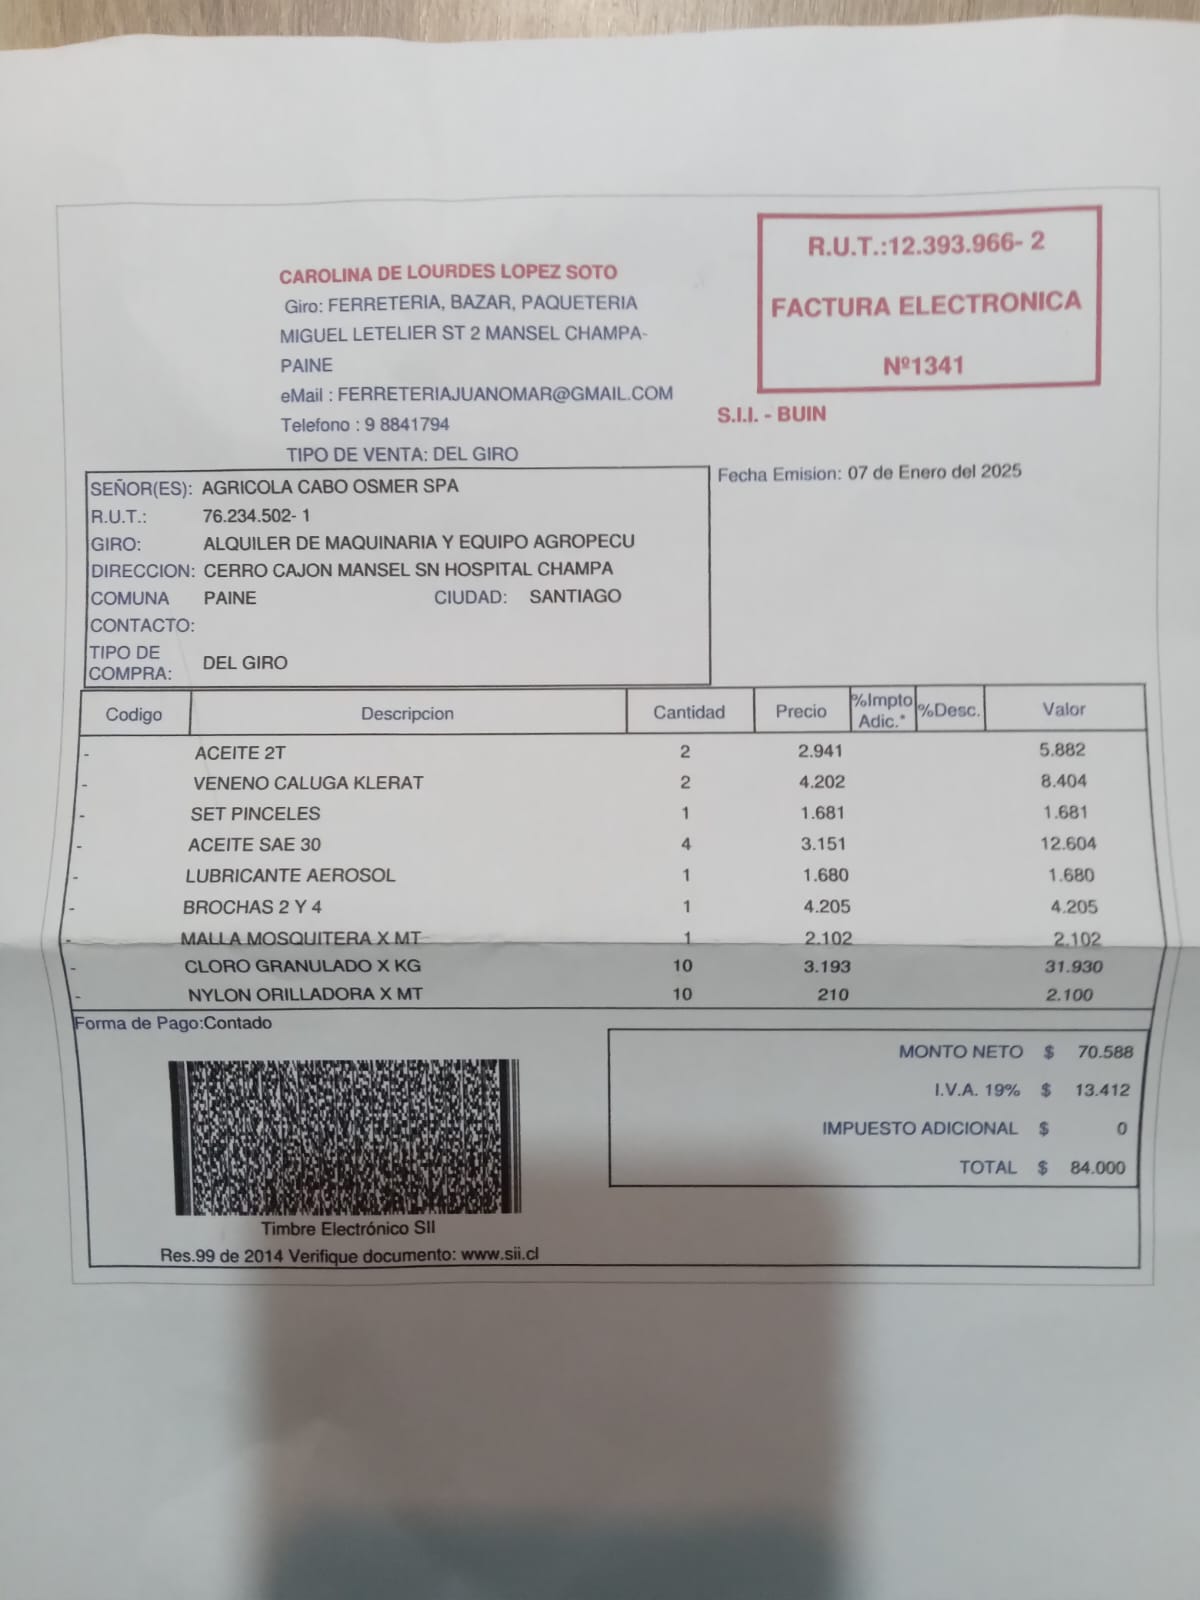 R.U.T.:12.393.966- 2
FACTURA ELECTRONICA
Nº1341
S.I.I. - BUIN
CAROLINA DE LOURDES LOPEZ SOTO
Giro: FERRETERIA, BAZAR, PAQUETERIA
MIGUEL LETELIER ST 2 MANSEL CHAMPA-
PAINE
eMail : FERRETERIAJUANOMAR@GMAIL.COM
Telefono : 9 8841794
TIPO DE VENTA: DEL GIRO
Fecha Emision: 07 de Enero del 2025
SEÑOR(ES): AGRICOLA CABO OSMER SPA
R.U.T.: 76.234.502- 1
GIRO: ALQUILER DE MAQUINARIA Y EQUIPO AGROPECU
DIRECCION: CERRO CAJON MANSEL SN HOSPITAL CHAMPA
COMUNA PAINE CIUDAD: SANTIAGO
CONTACTO:
TIPO DE
COMPRA: DEL GIRO
Codigo Descripcion Cantidad Precio %Impto Adic.* %Desc. Valor
- ACEITE 2T 2 2.941 5.882
- VENENO CALUGA KLERAT 2 4.202 8.404
- SET PINCELES 1 1.681 1.681
- ACEITE SAE 30 4 3.151 12.604
- LUBRICANTE AEROSOL 1 1.680 1.680
- BROCHAS 2 Y 4 1 4.205 4.205
- MALLA MOSQUITERA X MT 1 2.102 2.102
- CLORO GRANULADO X KG 10 3.193 31.930
- NYLON ORILLADORA X MT 10 210 2.100
Forma de Pago:Contado
MONTO NETO $ 70.588
I.V.A. 19% $ 13.412
IMPUESTO ADICIONAL $ 0
TOTAL $ 84.000
Timbre Electrónico SII
Res.99 de 2014 Verifique documento: www.sii.cl